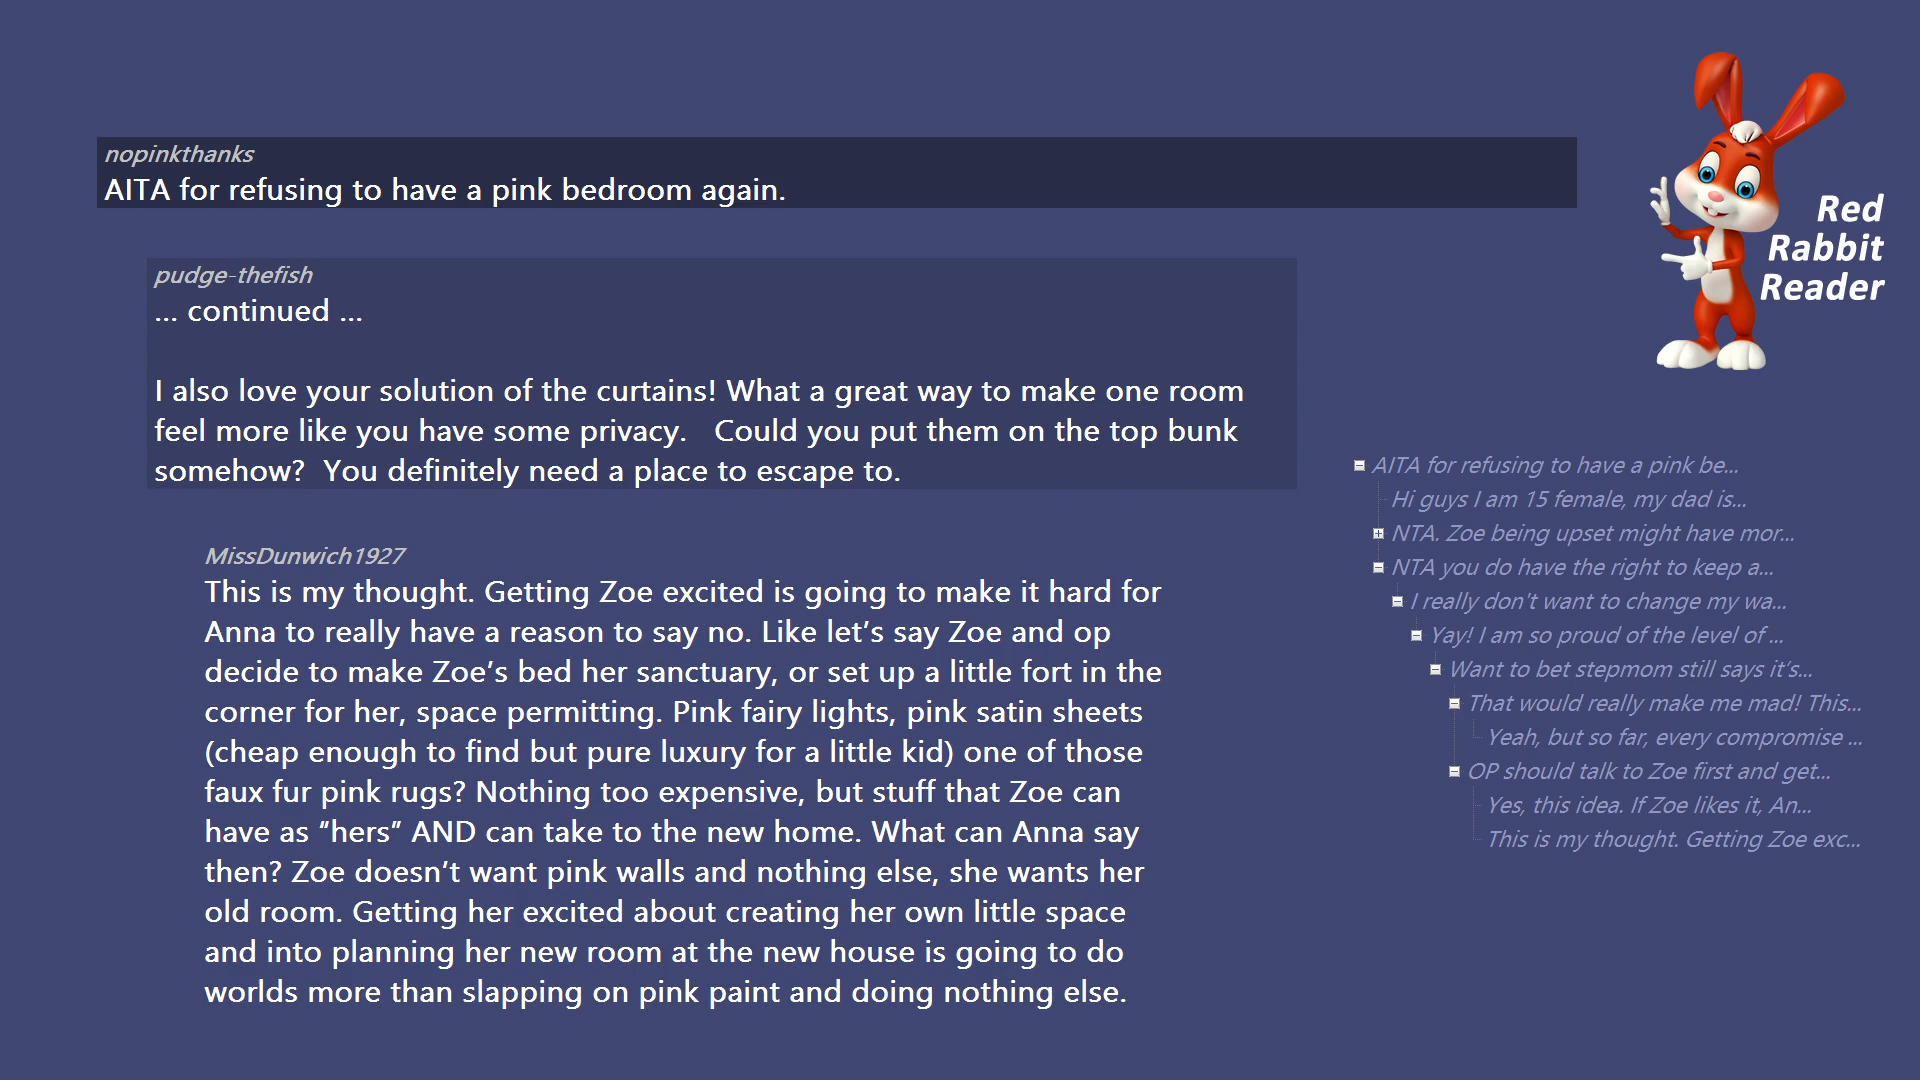 nopinkthanks
AITA for refusing to have a pink bedroom again.
pudge-thefish
... continued ...
I also love your solution of the curtains! What a great way to make one room
feel more like you have some privacy.   Could you put them on the top bunk
somehow?  You definitely need a place to escape to.
MissDunwich1927
This is my thought. Getting Zoe excited is going to make it hard for
Anna to really have a reason to say no. Like let’s say Zoe and op
decide to make Zoe’s bed her sanctuary, or set up a little fort in the
corner for her, space permitting. Pink fairy lights, pink satin sheets
(cheap enough to find but pure luxury for a little kid) one of those
faux fur pink rugs? Nothing too expensive, but stuff that Zoe can
have as “hers” AND can take to the new home. What can Anna say
then? Zoe doesn’t want pink walls and nothing else, she wants her
old room. Getting her excited about creating her own little space
and into planning her new room at the new house is going to do
worlds more than slapping on pink paint and doing nothing else.
Red
Rabbit
Reader
AITA for refusing to have a pink be...
Hi guys I am 15 female, my dad is...
NTA. Zoe being upset might have mor...
NTA you do have the right to keep a...
I really don't want to change my wa...
Yay! I am so proud of the level of ...
Want to bet stepmom still says it’s...
That would really make me mad! This...
Yeah, but so far, every compromise ...
OP should talk to Zoe first and get...
Yes, this idea. If Zoe likes it, An...
This is my thought. Getting Zoe exc...